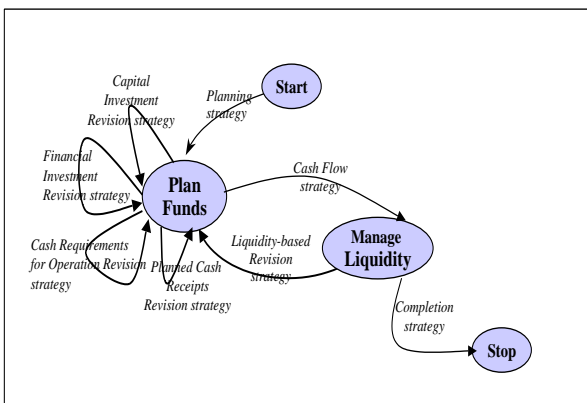 Capital
Investment
Revision strategy
Start
Planning
strategy
Financial
Investment
Revision strategy
Plan
Funds
Cash Flow
strategy
Cash Requirements
for Operation Revision
strategy
Planned Cash
Receipts
Revision strategy
Liquidity-based
Revision
strategy
Manage
Liquidity
Completion
strategy
Stop